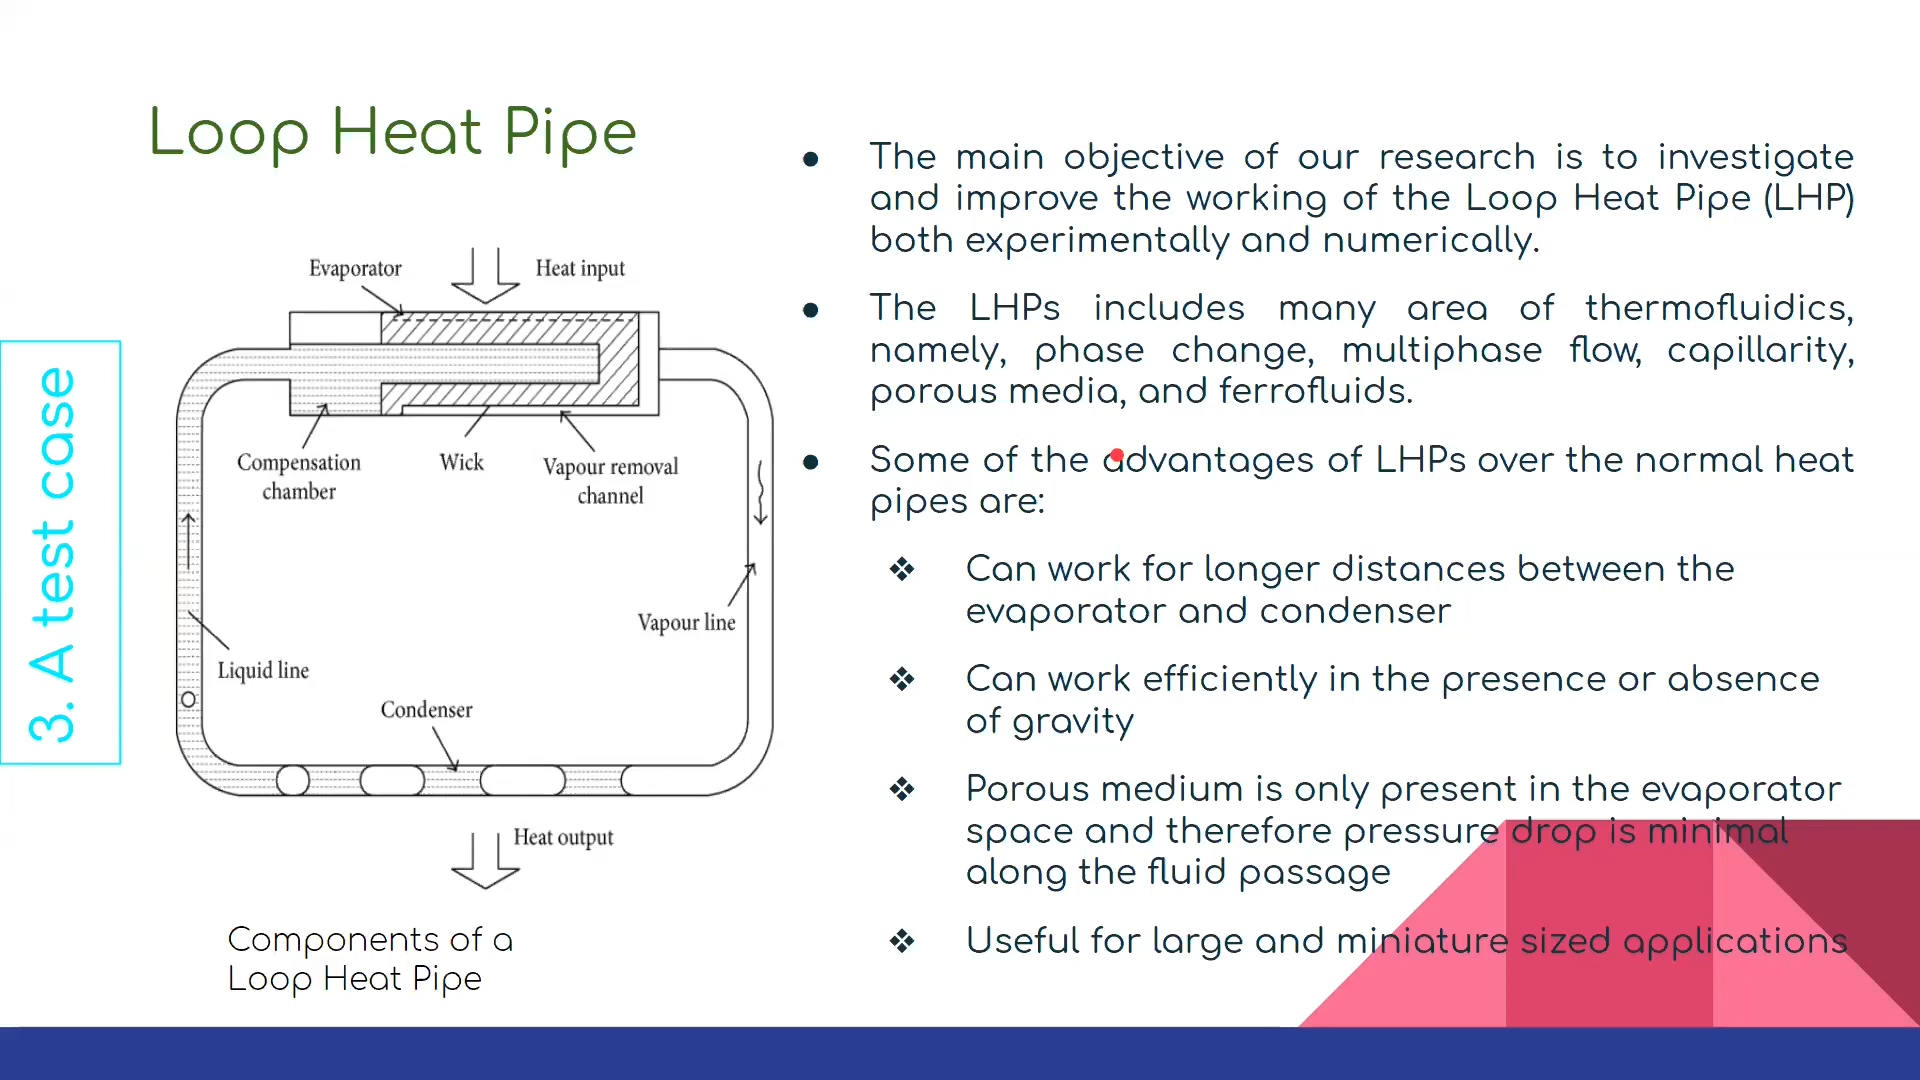 Loop Heat Pipe
3. A test case
Evaporator
Heat input
Compensation
chamber
Wick
Vapour removal
channel
Vapour line
Liquid line
Condenser
Heat output
Components of a
Loop Heat Pipe
● The main objective of our research is to investigate
and improve the working of the Loop Heat Pipe (LHP)
both experimentally and numerically.
● The LHPs includes many area of thermofluidics,
namely, phase change, multiphase flow, capillarity,
porous media, and ferrofluids.
● Some of the advantages of LHPs over the normal heat
pipes are:
❖ Can work for longer distances between the
evaporator and condenser
❖ Can work efficiently in the presence or absence
of gravity
❖ Porous medium is only present in the evaporator
space and therefore pressure drop is minimal
along the fluid passage
❖ Useful for large and miniature sized applications